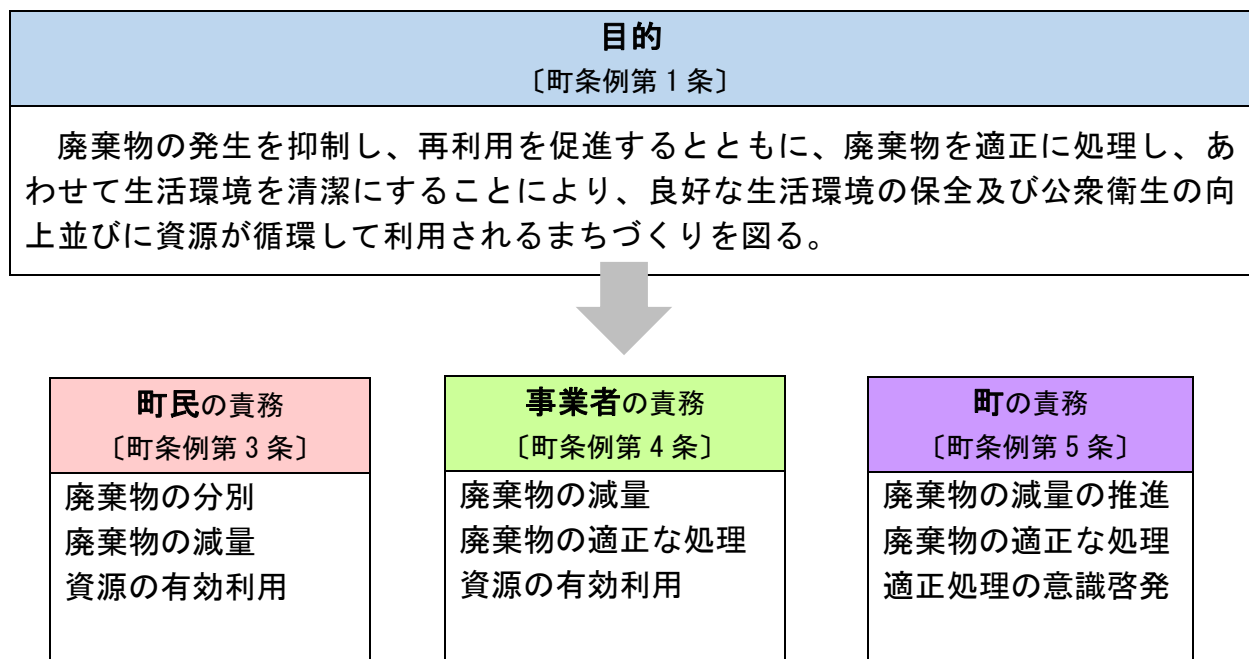 目的
〔町条例第1条〕
廃棄物の発生を抑制し、再利用を促進するとともに、廃棄物を適正に処理し、あ
わせて生活環境を清潔にすることにより、良好な生活環境の保全及び公衆衛生の向
上並びに資源が循環して利用されるまちづくりを図る。
町民の責務
〔町条例第3条〕
廃棄物の分別
廃棄物の減量
資源の有効利用
事業者の責務
〔町条例第4条〕
廃棄物の減量
廃棄物の適正な処理
資源の有効利用
町の責務
〔町条例第5条〕
廃棄物の減量の推進
廃棄物の適正な処理
適正処理の意識啓発